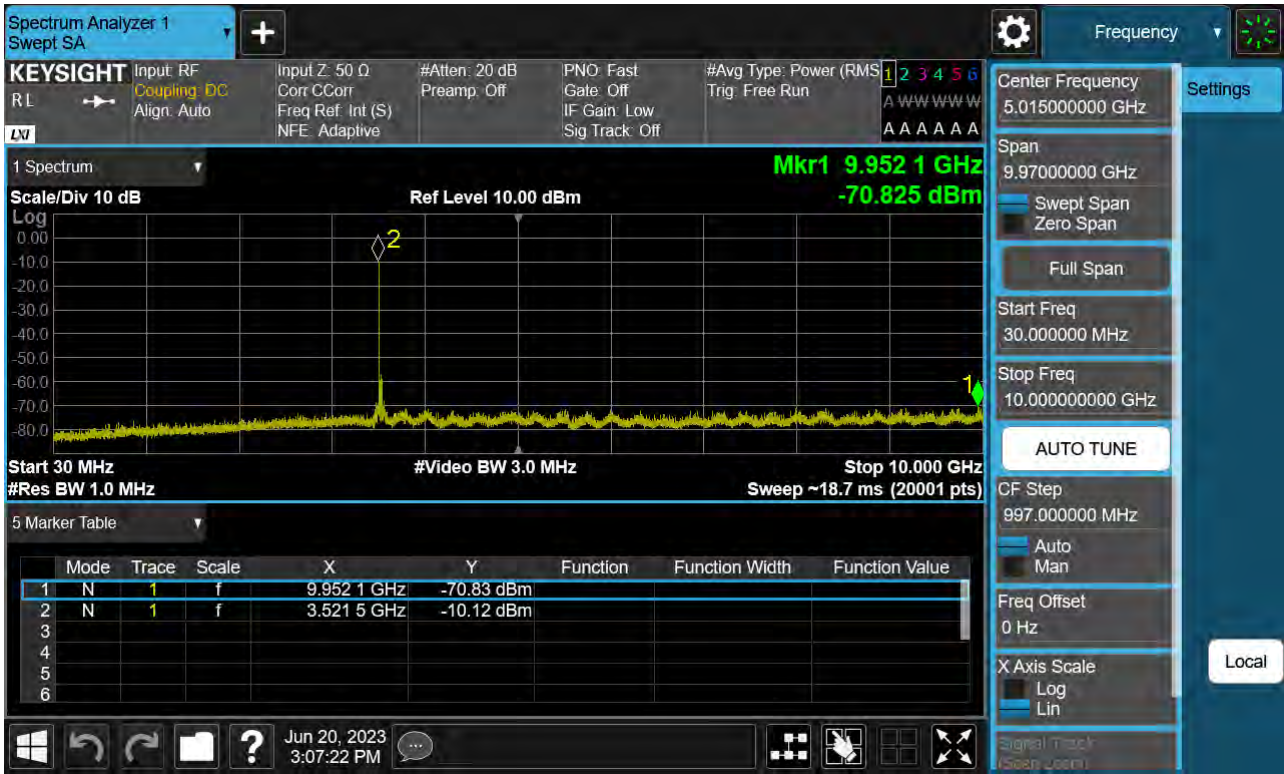 Spectrum Analyzer 1
Swept SA
+
Frequency
KEYSIGHT
RL
LXI
Input: RF
Coupling: DC
Align: Auto
Input Z: 50 Ω
Corr CCorr
Freq Ref: Int (S)
NFE: Adaptive
#Atten: 20 dB
Preamp: Off
PNO: Fast
Gate: Off
IF Gain: Low
Sig Track: Off
#Avg Type: Power (RMS
Trig: Free Run
1 2 3 4 5 6
A W W W W W
A A A A A A
1 Spectrum
Scale/Div 10 dB
Ref Level 10.00 dBm
Mkr1 9.952 1 GHz
-70.825 dBm
Log
0.00
-10.0
-20.0
-30.0
-40.0
-50.0
-60.0
-70.0
-80.0
2
1
Start 30 MHz
#Video BW 3.0 MHz
Stop 10.000 GHz
#Res BW 1.0 MHz
Sweep ~18.7 ms (20001 pts)
5 Marker Table
Mode Trace Scale X Y Function Function Width Function Value
1 N 1 f 9.952 1 GHz -70.83 dBm
2 N 1 f 3.521 5 GHz -10.12 dBm
3
4
5
6
Jun 20, 2023
3:07:22 PM
?
Center Frequency
5.015000000 GHz
Span
9.97000000 GHz
Swept Span
Zero Span
Full Span
Start Freq
30.000000 MHz
Stop Freq
10.000000000 GHz
AUTO TUNE
CF Step
997.000000 MHz
Auto
Man
Freq Offset
0 Hz
X Axis Scale
Log
Lin
Signal Track
(Span Zoom)
Settings
Local